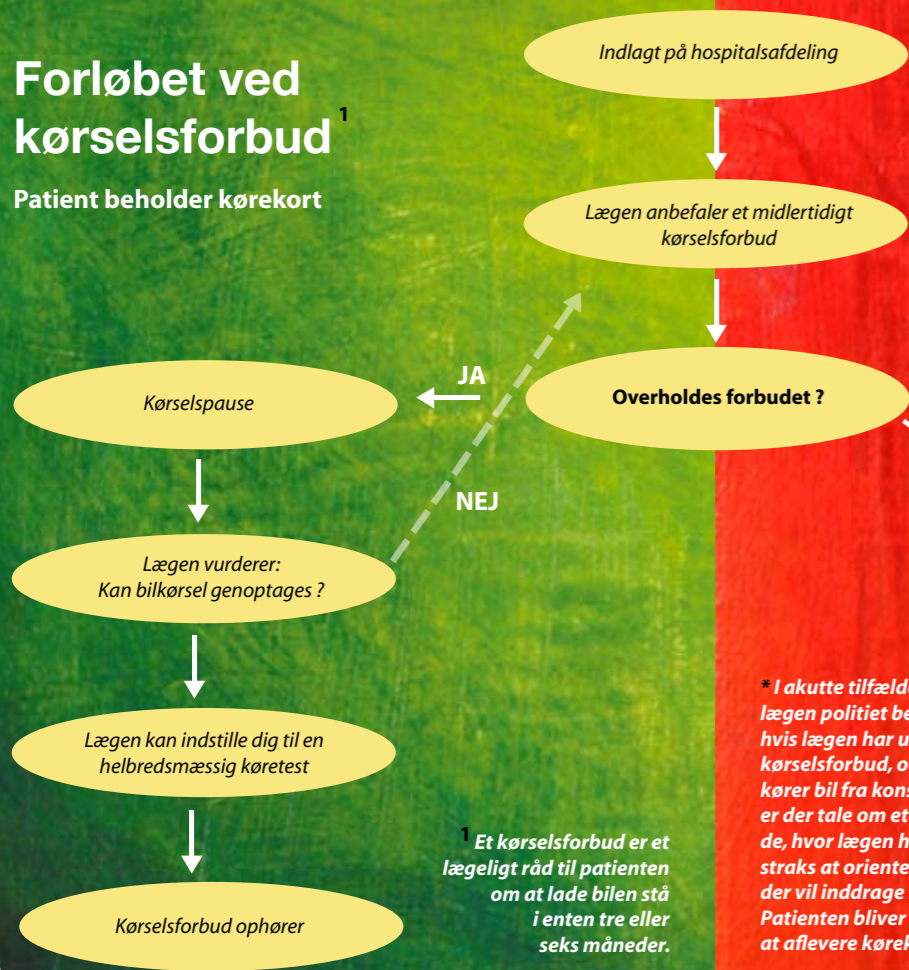 Forløbet ved
kørselsforbud¹
Patient beholder kørekort
Indlagt på hospitalsafdeling
Lægen anbefaler et midlertidigt
kørselsforbud
Overholdes forbudet ?
JA
Kørselspause
NEJ
Lægen vurderer:
Kan bilkørsel genoptages ?
Lægen kan indstille dig til en
helbredsmæssig køretest
Kørselsforbud ophører
¹ Et kørselsforbud er et
lægeligt råd til patienten
om at lade bilen stå
i enten tre eller
seks måneder.
* I akutte
lægen politiet
hvis lægen har
kørselsforbud,
kører bil fra
er der tale om et
de, hvor lægen
straks at
der vil inddrage
Patienten bliver
at aflevere